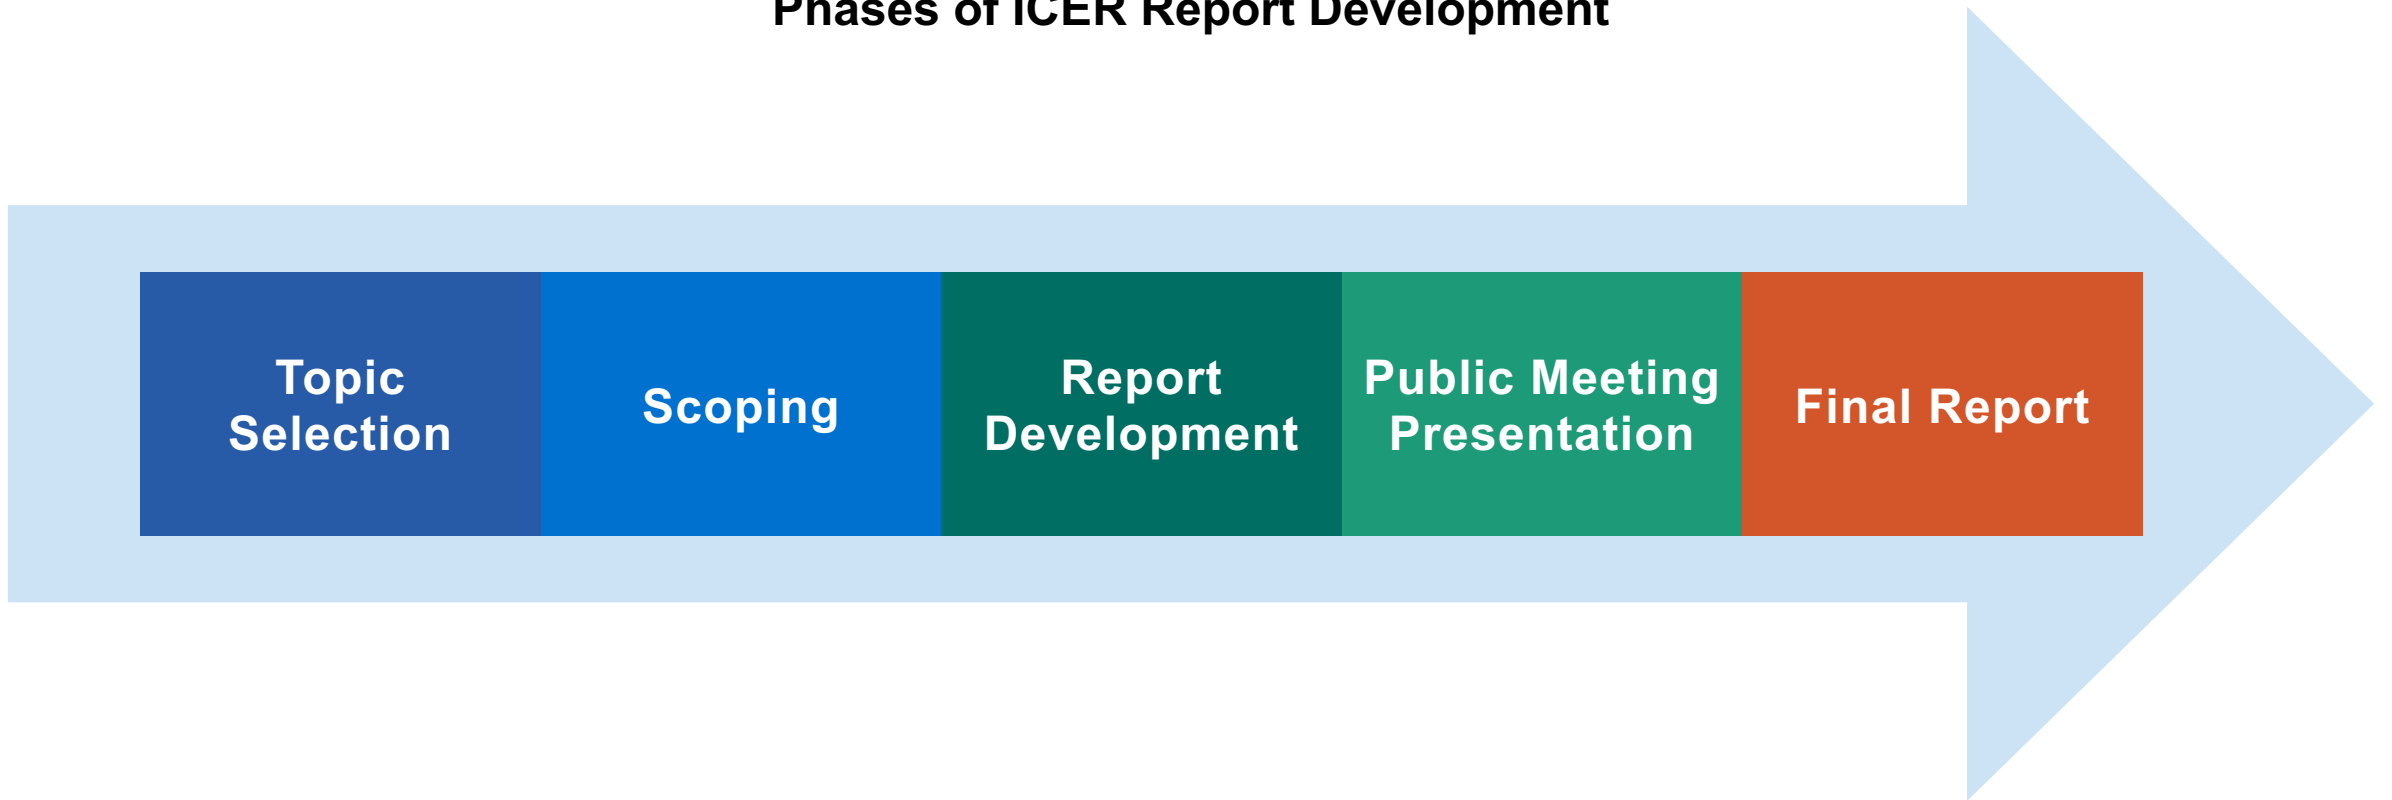 Phases of ICER Report Development
Topic
Selection
Scoping
Report
Development
Public Meeting
Presentation
Final Report